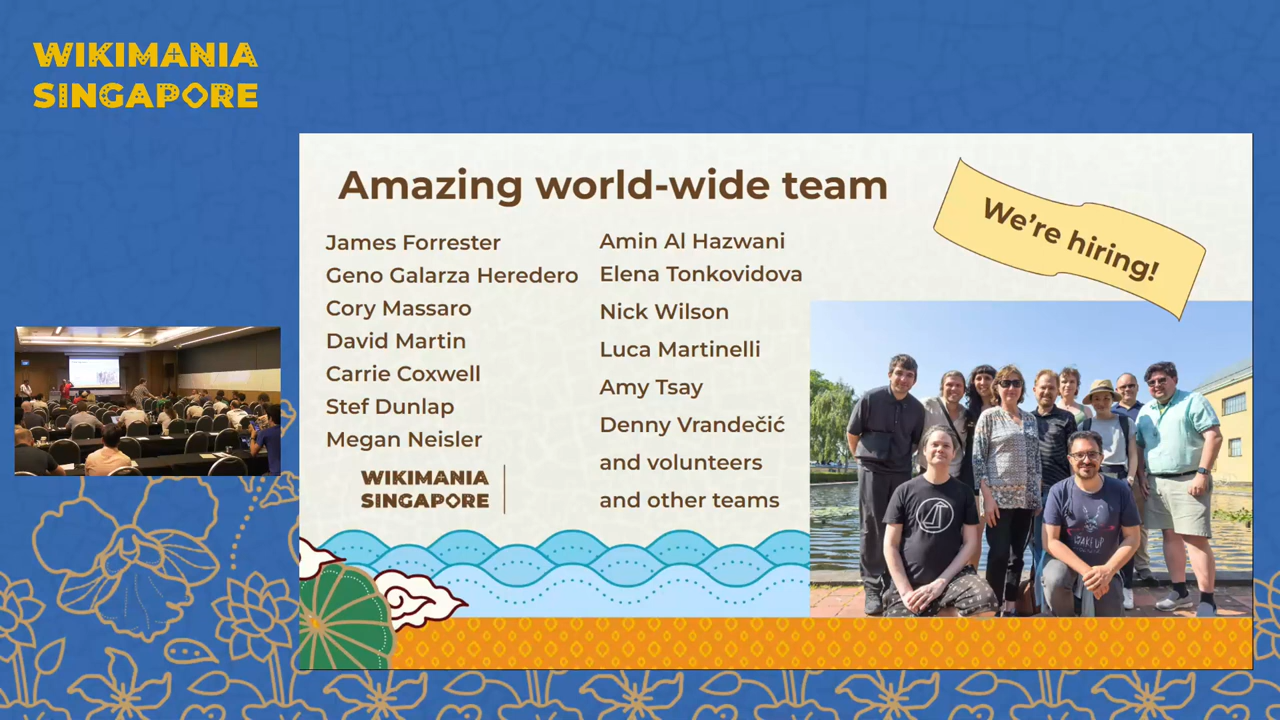 WIKIMANIA
SINGAPORE
Amazing world-wide team
We're hiring!
James Forrester
Geno Galarza Heredero
Cory Massaro
David Martin
Carrie Coxwell
Stef Dunlap
Megan Neisler
Amin Al Hazwani
Elena Tonkovidova
Nick Wilson
Luca Martinelli
Amy Tsay
Denny Vrandečić
and volunteers
and other teams
WIKIMANIA
SINGAPORE